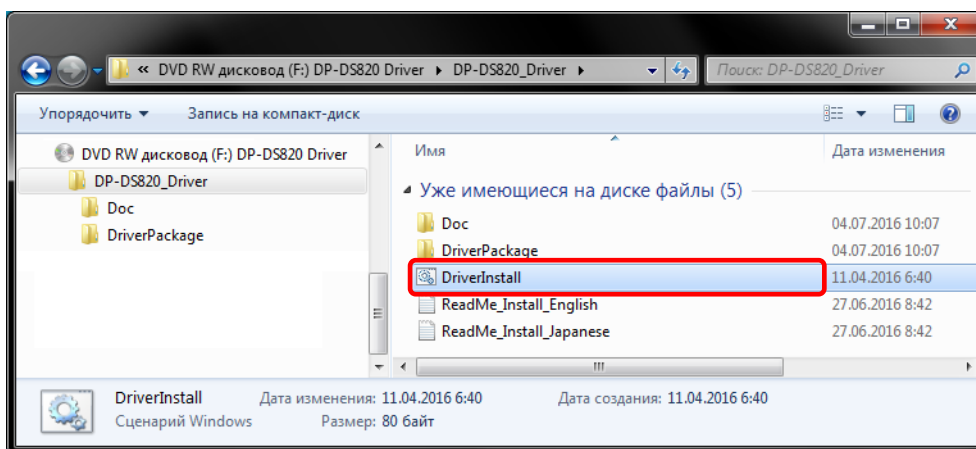 « DVD RW дисковод (F:) DP-DS820 Driver ▸ DP-DS820_Driver ▸ Поиск: DP-DS820_Driver
Упорядочить ▼ Запись на компакт-диск
DVD RW дисковод (F:) DP-DS820 Driver
DP-DS820_Driver
Doc
DriverPackage
Имя Дата изменения
Уже имеющиеся на диске файлы (5)
Doc 04.07.2016 10:07
DriverPackage 04.07.2016 10:07
DriverInstall 11.04.2016 6:40
ReadMe_Install_English 27.06.2016 8:42
ReadMe_Install_Japanese 27.06.2016 8:42
DriverInstall Дата изменения: 11.04.2016 6:40 Дата создания: 11.04.2016 6:40
Сценарий Windows Размер: 80 байт